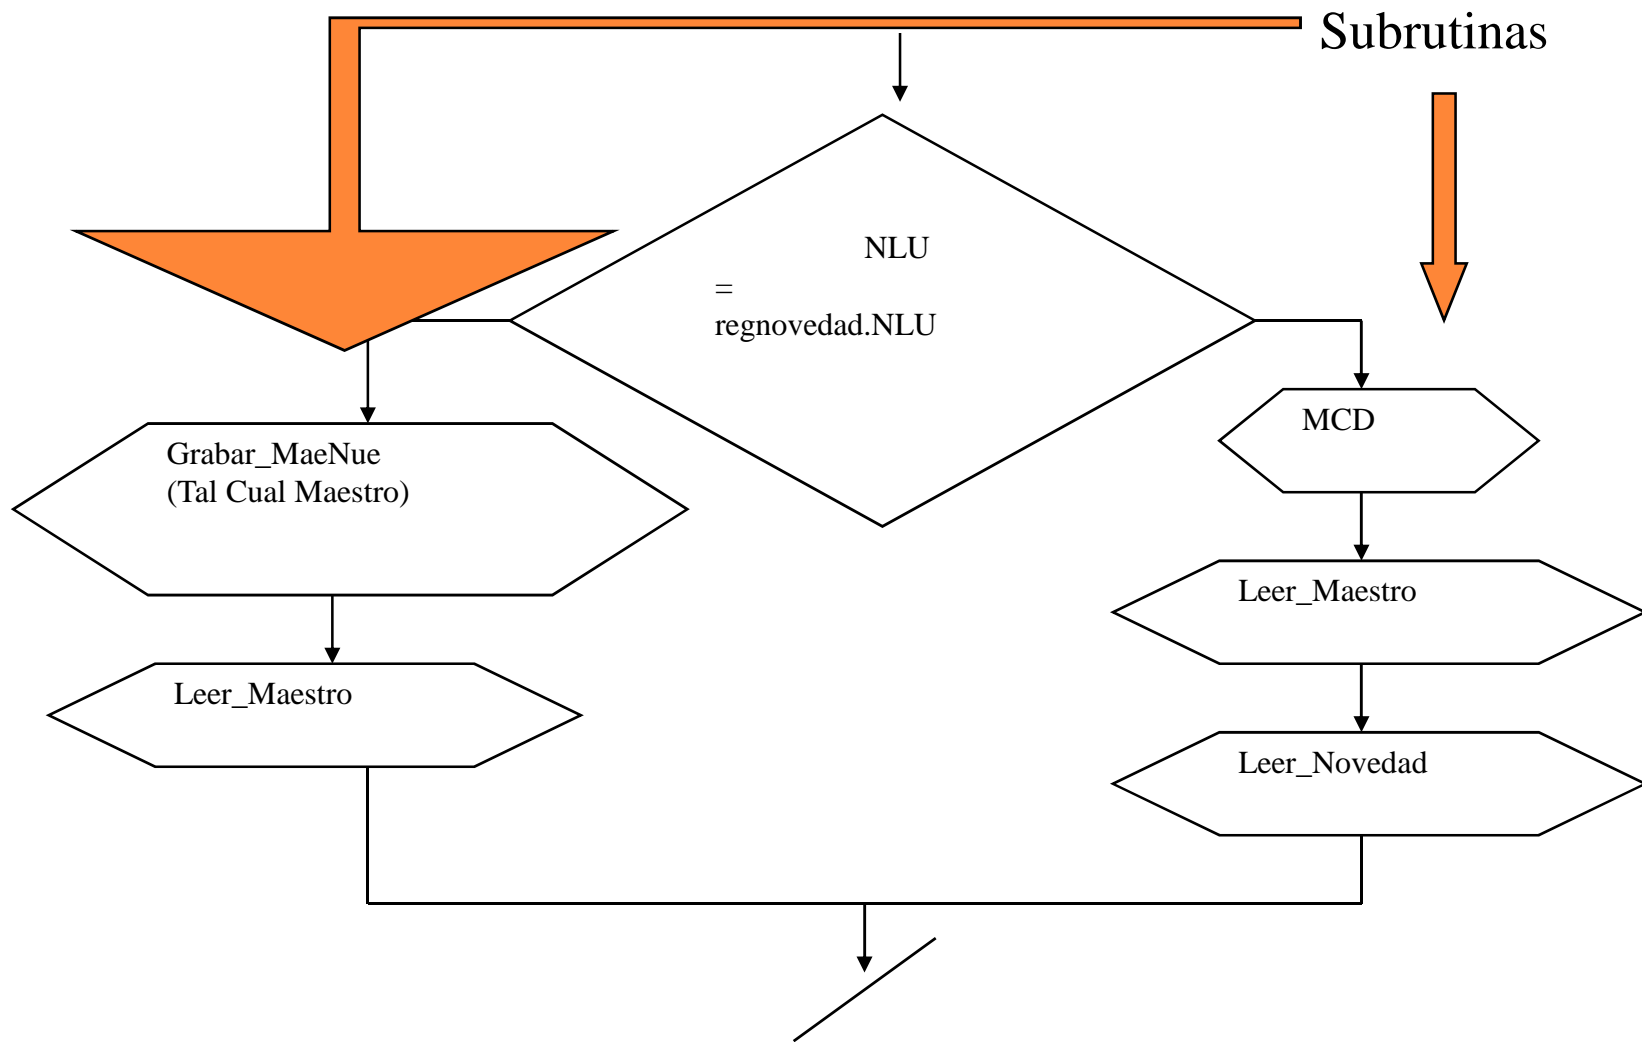 Subrutinas
NLU
=
regnovedad.NLU
MCD
Grabar_MaeNue
(Tal Cual Maestro)
Leer_Maestro
Leer_Maestro
Leer_Novedad